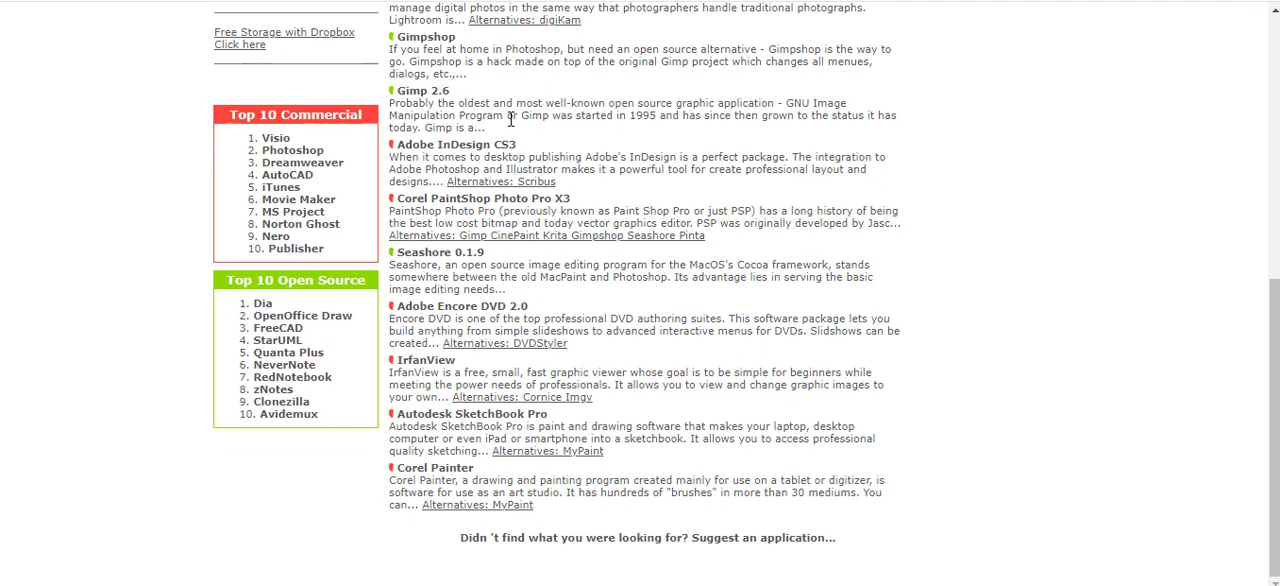 Free Storage with Dropbox
Click here
Top 10 Commercial
1. Visio
2. Photoshop
3. Dreamweaver
4. AutoCAD
5. iTunes
6. Movie Maker
7. MS Project
8. Norton Ghost
9. Nero
10. Publisher
Top 10 Open Source
1. Dia
2. OpenOffice Draw
3. FreeCAD
4. StarUML
5. Quanta Plus
6. NeverNote
7. RedNotebook
8. zNotes
9. Clonezilla
10. Avidemux
manage digital photos in the same way that photographers handle traditional photographs.
Lightroom is... Alternatives: digiKam
Gimpshop
If you feel at home in Photoshop, but need an open source alternative - Gimpshop is the way to
go. Gimpshop is a hack made on top of the original Gimp project which changes all menues,
dialogs, etc.,...
Gimp 2.6
Probably the oldest and most well-known open source graphic application - GNU Image
Manipulation Program or Gimp was started in 1995 and has since then grown to the status it has
today. Gimp is a...
Adobe InDesign CS3
When it comes to desktop publishing Adobe's InDesign is a perfect package. The integration to
Adobe Photoshop and Illustrator makes it a powerful tool for create professional layout and
designs.... Alternatives: Scribus
Corel PaintShop Photo Pro X3
PaintShop Photo Pro (previously known as Paint Shop Pro or just PSP) has a long history of being
the best low cost bitmap and today vector graphics editor. PSP was originally developed by Jasc...
Alternatives: Gimp CinePaint Krita Gimpshop Seashore Pinta
Seashore 0.1.9
Seashore, an open source image editing program for the MacOS's Cocoa framework, stands
somewhere between the old MacPaint and Photoshop. Its advantage lies in serving the basic
image editing needs...
Adobe Encore DVD 2.0
Encore DVD is one of the top professional DVD authoring suites. This software package lets you
build anything from simple slideshows to advanced interactive menus for DVDs. Slidshows can be
created... Alternatives: DVDStyler
IrfanView
IrfanView is a free, small, fast graphic viewer whose goal is to be simple for beginners while
meeting the power needs of professionals. It allows you to view and change graphic images to
your own... Alternatives: Cornice Imgv
Autodesk SketchBook Pro
Autodesk SketchBook Pro is paint and drawing software that makes your laptop, desktop
computer or even iPad or smartphone into a sketchbook. It allows you to access professional
quality sketching... Alternatives: MyPaint
Corel Painter
Corel Painter, a drawing and painting program created mainly for use on a tablet or digitizer, is
software for use as an art studio. It has hundreds of "brushes" in more than 30 mediums. You
can... Alternatives: MyPaint
Didn 't find what you were looking for? Suggest an application...